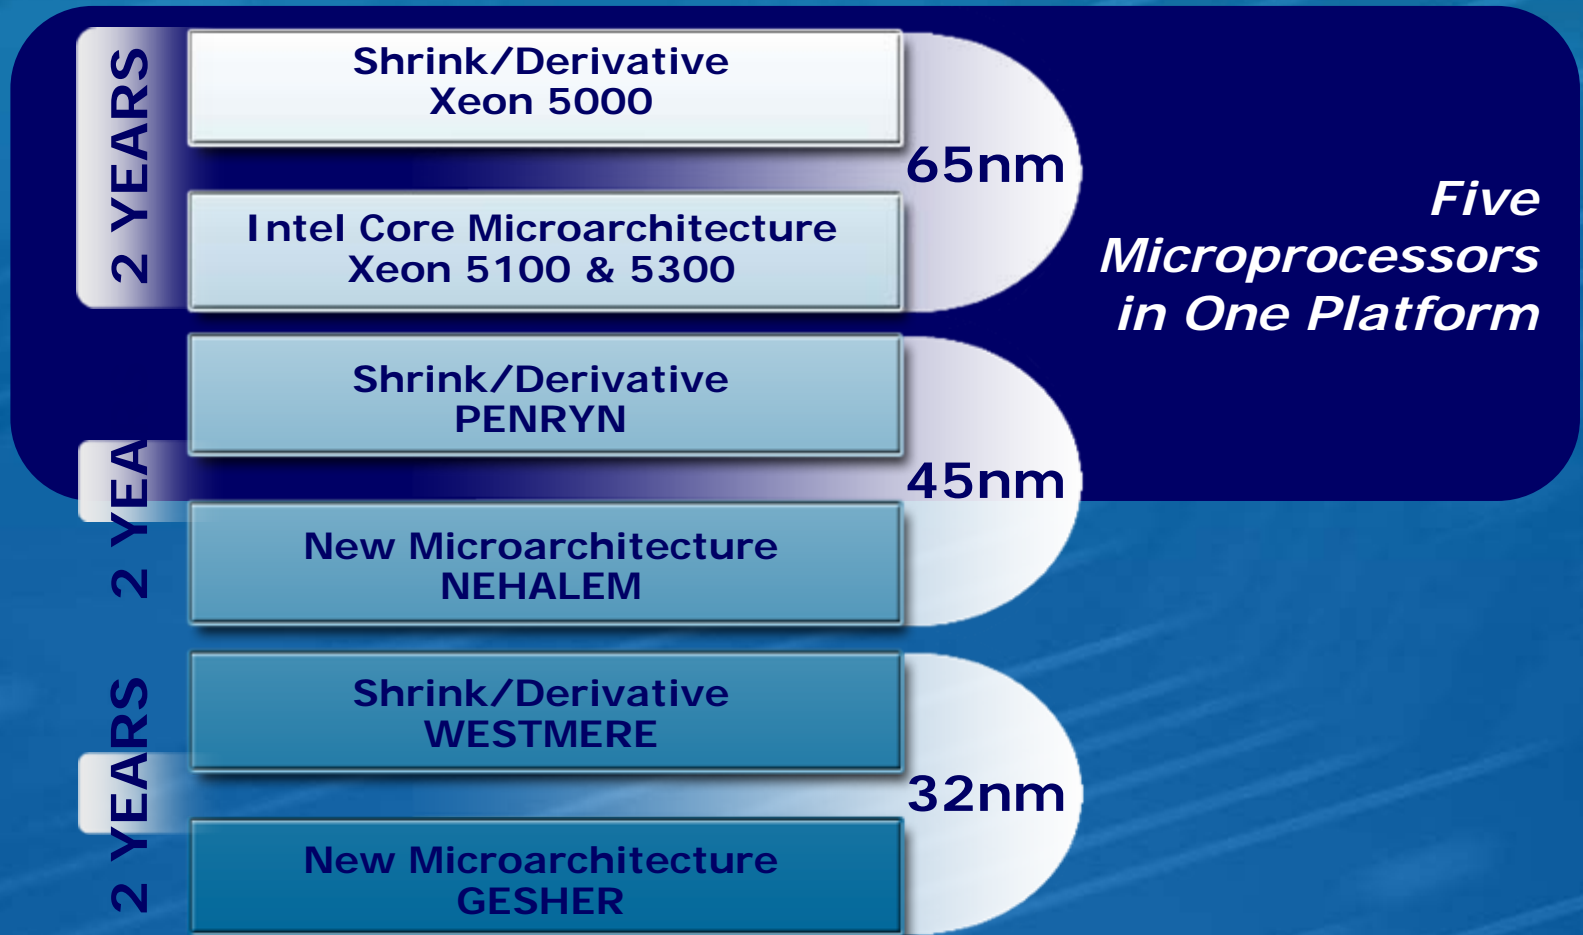 2 YEARS
Shrink/Derivative
Xeon 5000
65nm
Intel Core Microarchitecture
Xeon 5100 & 5300
Five
Microprocessors
in One Platform
2 YEA
Shrink/Derivative
PENRYN
45nm
New Microarchitecture
NEHALEM
2 YEARS
Shrink/Derivative
WESTMERE
32nm
New Microarchitecture
GESHER